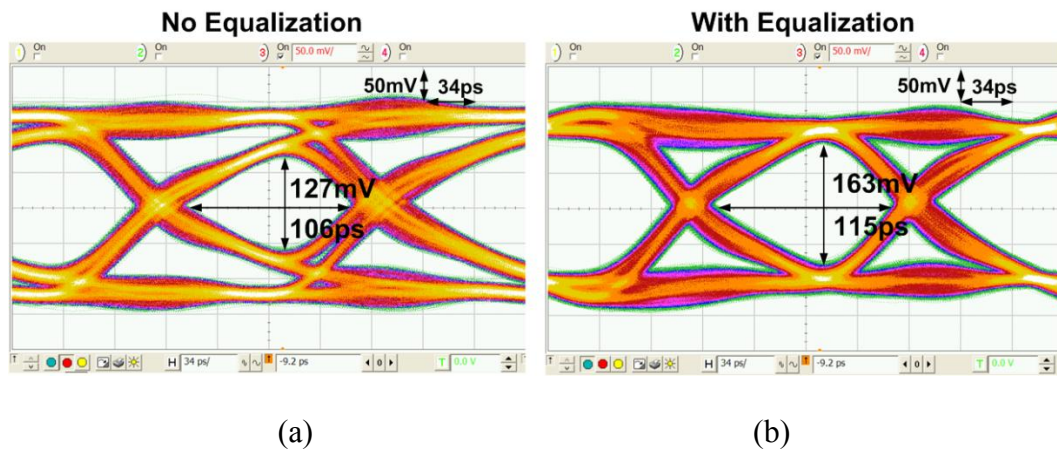 No Equalization
With Equalization
1 On 2 On 3 On 50.0 mV/ 4 On
1 On 2 On 3 On 50.0 mV/ 4 On
50mV 34ps
50mV 34ps
127mV
106ps
163mV
115ps
H 34 ps/ T -9.2 ps 0 T 0.0 V
H 34 ps/ T -9.2 ps 0 T 0.0 V
(a)
(b)